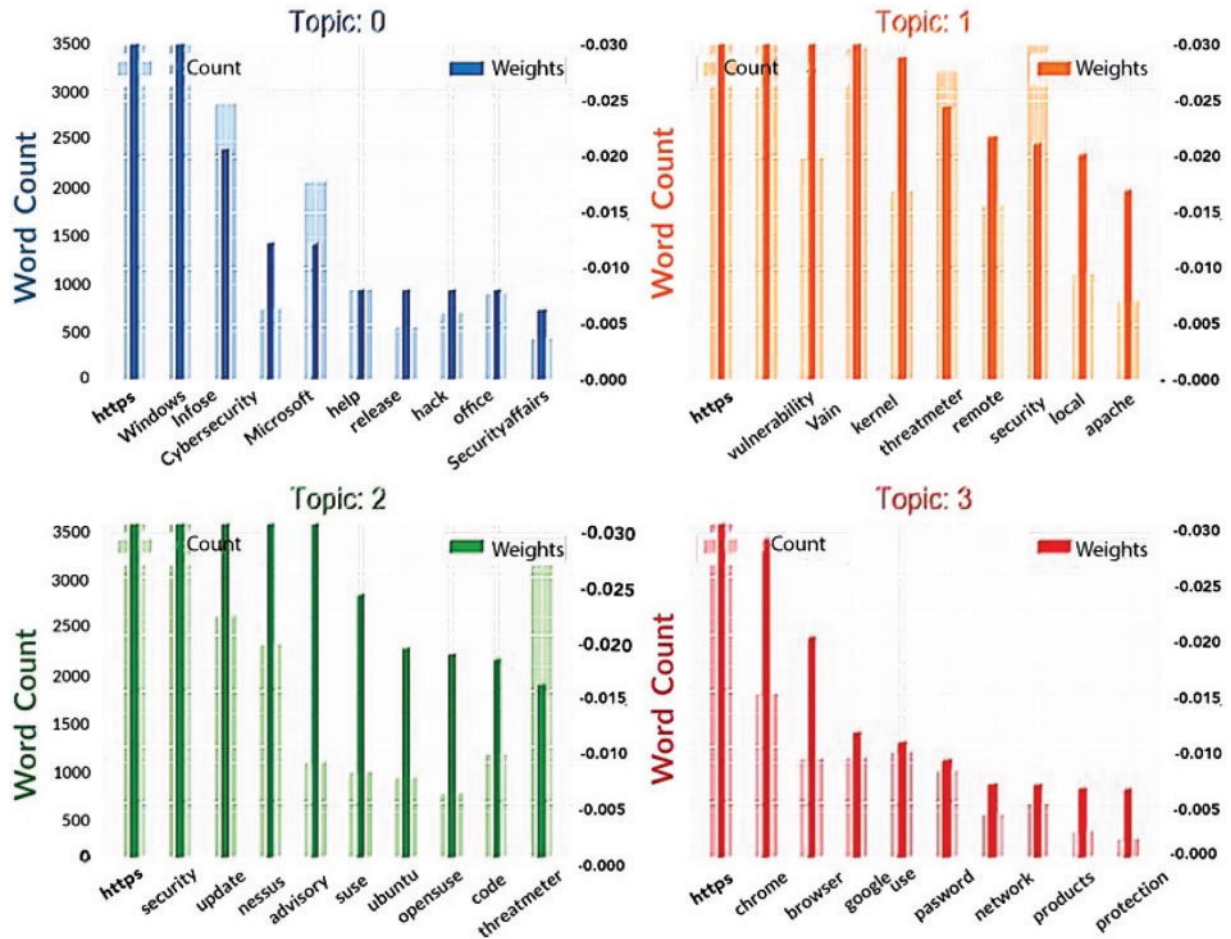 Topic: 0
Word Count
3500
3000
2500
2000
1500
1000
500
0
Count
Weights
-0.030
-0.025
-0.020
-0.015
-0.010
-0.005
-0.000
https
Windows
Infose
Cybersecurity
Microsoft
help
release
hack
office
Securityaffairs
Topic: 1
Word Count
Count
Weights
-0.030
-0.025
-0.020
-0.015
-0.010
-0.005
-0.000
https
vulnerability
Vain
kernel
threatmeter
remote
security
local
apache
Topic: 2
Word Count
3500
3000
2500
2000
1500
1000
500
0
Count
Weights
-0.030
-0.025
-0.020
-0.015
-0.010
-0.005
-0.000
https
security
update
nessus
advisory
suse
ubuntu
opensuse
code
threatmeter
Topic: 3
Word Count
Count
Weights
-0.030
-0.025
-0.020
-0.015
-0.010
-0.005
-0.000
https
chrome
browser
google
use
pasword
network
products
protection